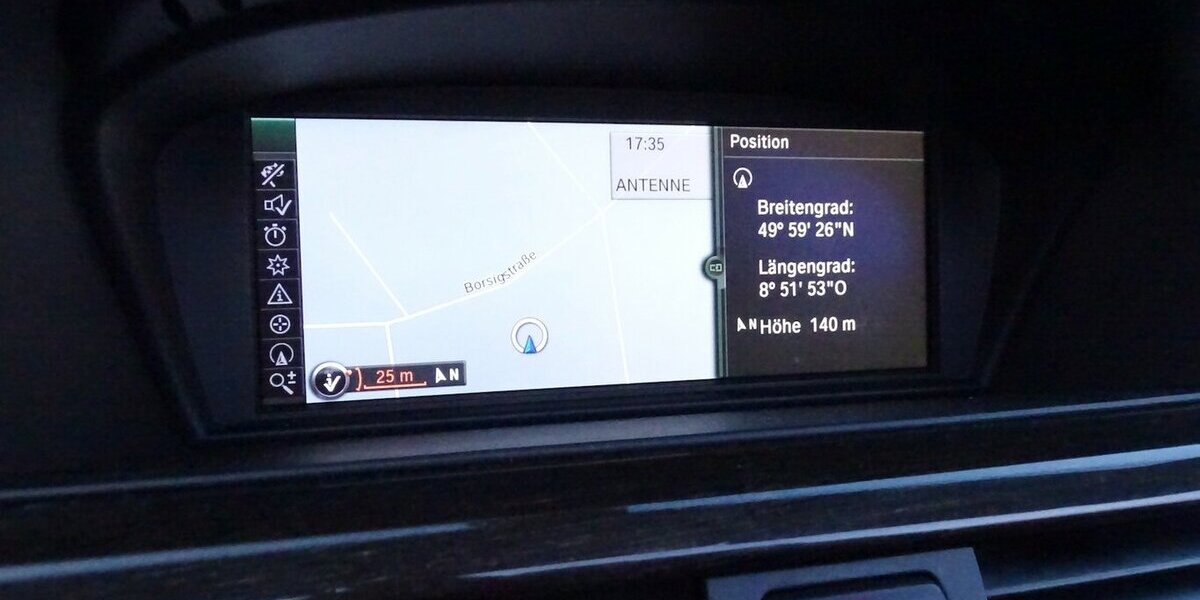 17:35
ANTENNE
Borsigstraße
25 m
N
Position
Breitengrad:
49° 59' 26"N
Längengrad:
8° 51' 53"O
N Höhe 140 m